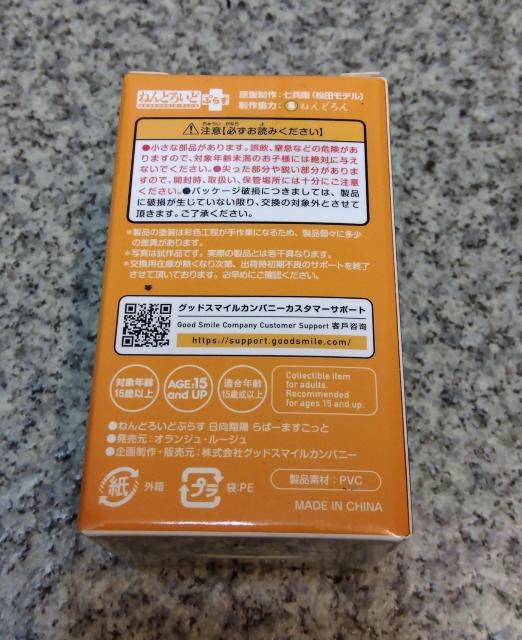 ねんどろいど ぷらす
NENDOROID PLUS
原型製作：七兵衛（松田モデル）
制作協力：ねんどろん
⚠注意【必ずお読みください】
ちゅうい かなら よ
●小さな部品があります。誤飲、窒息などの危険があ
りますので、対象年齢未満のお子様には絶対に与え
ないでください。●尖った部分や鋭い部分がありま
すので、開封時、取扱い、保管場所には十分にご注意
ください。●パッケージ破損につきましては、製品
に破損が生じていない限り、交換の対象外とさせて
頂きます。ご了承ください。
＊製品の塗装は彩色工程が手作業になるため、製品個々に多少
の差異があります。
＊写真は試作品です。実際の製品とは若干異なります。
＊交換用在庫が無くなり次第、出荷時初期不良のサポートを終了
させて頂いております。お早めにご確認ください。
グッドスマイルカンパニーカスタマーサポート
Good Smile Company Customer Support 客戶咨询
https://support.goodsmile.com/
対象年齢
15歳以上
AGE:15
and UP
適合年齢
15歳或以上
Collectible item
for adults.
Recommended
for ages 15 and up.
●ねんどろいどぷらす 日向翔陽 らばーますこっと
●発売元：オランジュ・ルージュ
●企画制作・販売元：株式会社グッドスマイルカンパニー
紙 外箱
プラ 袋:PE
製品素材：PVC
MADE IN CHINA